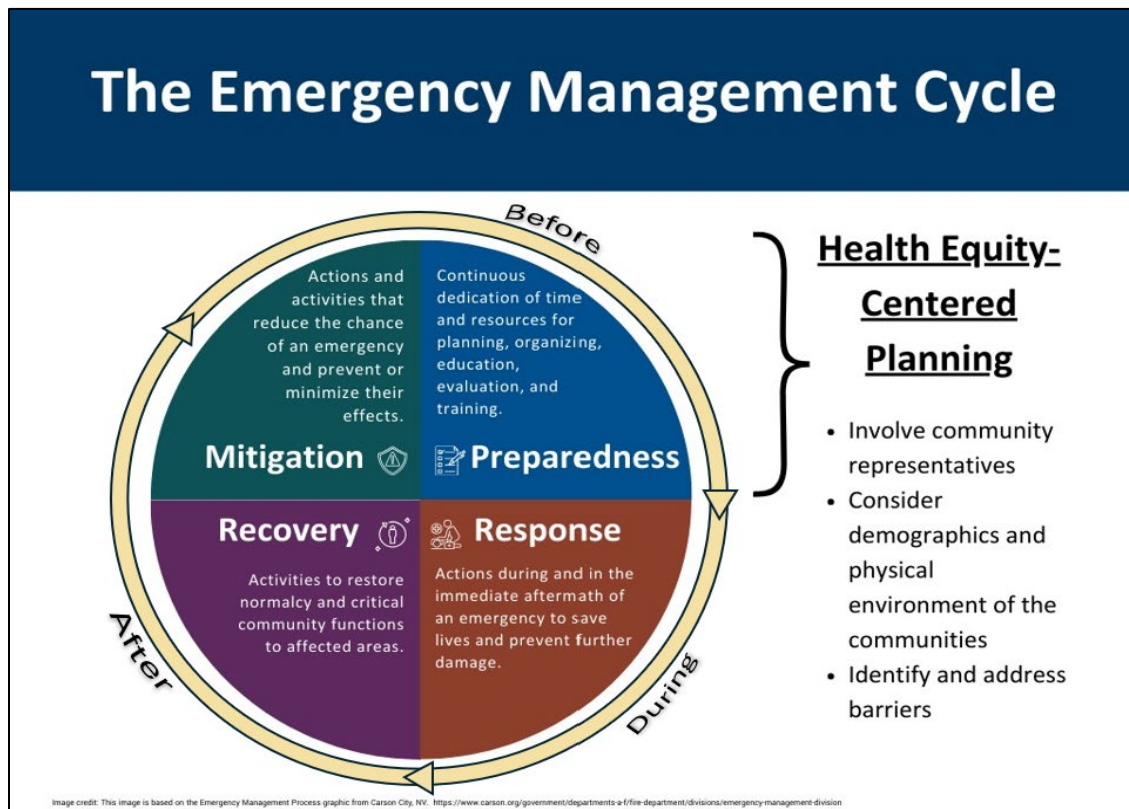 The Emergency Management Cycle
Before
Actions and
activities that
reduce the chance
of an emergency
and prevent or
minimize their
effects.
Mitigation
Continuous
dedication of time
and resources for
planning, organizing,
education,
evaluation, and
training.
Preparedness
Recovery
Activities to restore
normalcy and critical
community functions
to affected areas.
Response
Actions during and in the
immediate aftermath of
an emergency to save
lives and prevent further
damage.
After
During
Health Equity-
Centered
Planning
• Involve community
representatives
• Consider
demographics and
physical
environment of the
communities
• Identify and address
barriers
Image credit: This image is based on the Emergency Management Process graphic from Carson City, NV. https://www.carson.org/government/departments-a-f/fire-department/divisions/emergency-management-division